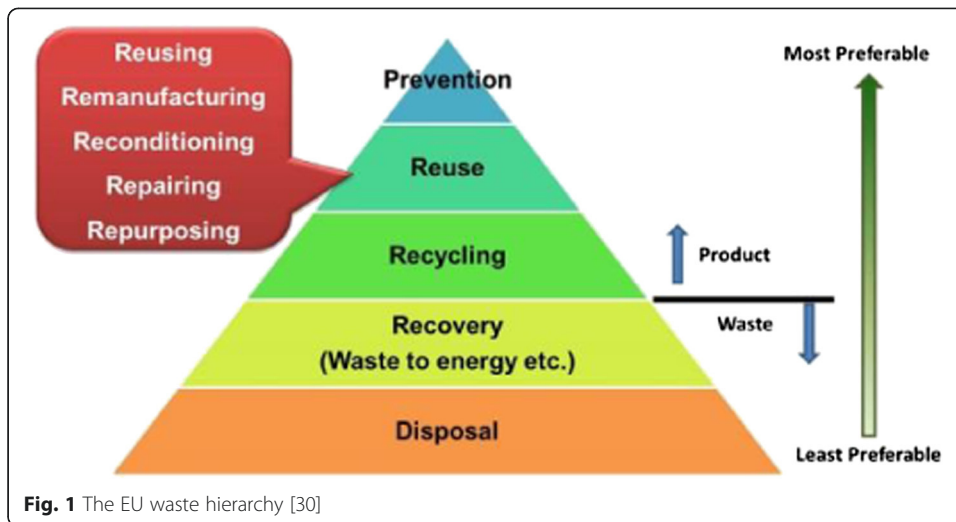 Reusing
Remanufacturing
Reconditioning
Repairing
Repurposing
Prevention
Reuse
Recycling
Recovery
(Waste to energy etc.)
Disposal
Most Preferable
Product
Waste
Least Preferable
Fig. 1 The EU waste hierarchy [30]